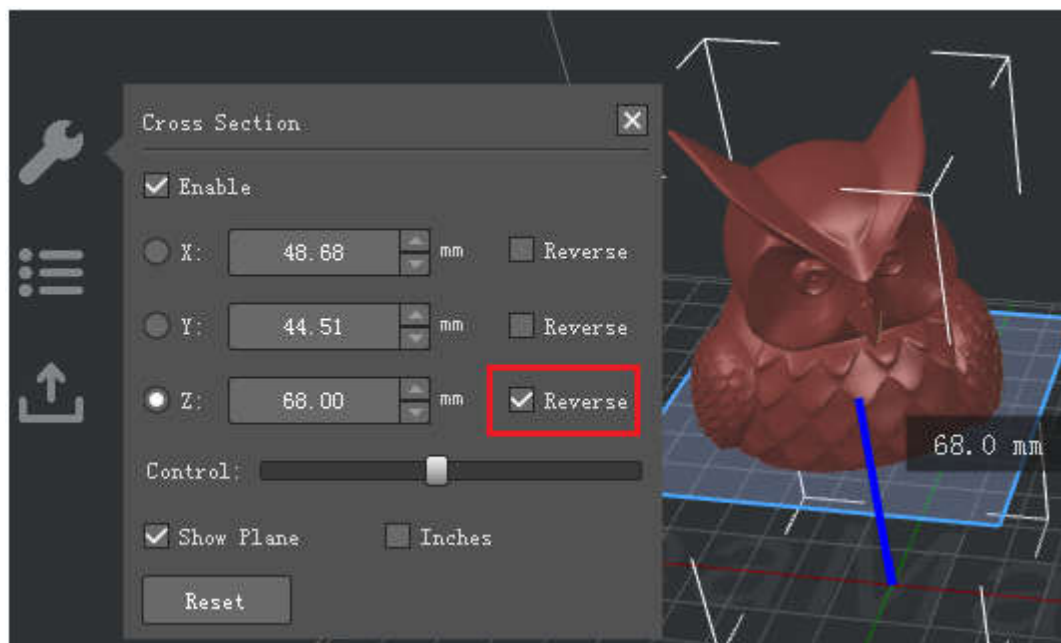 Cross Section
Enable
X: 48.68 mm Reverse
Y: 44.51 mm Reverse
Z: 68.00 mm Reverse
68.0 mm
Control:
Show Plane Inches
Reset